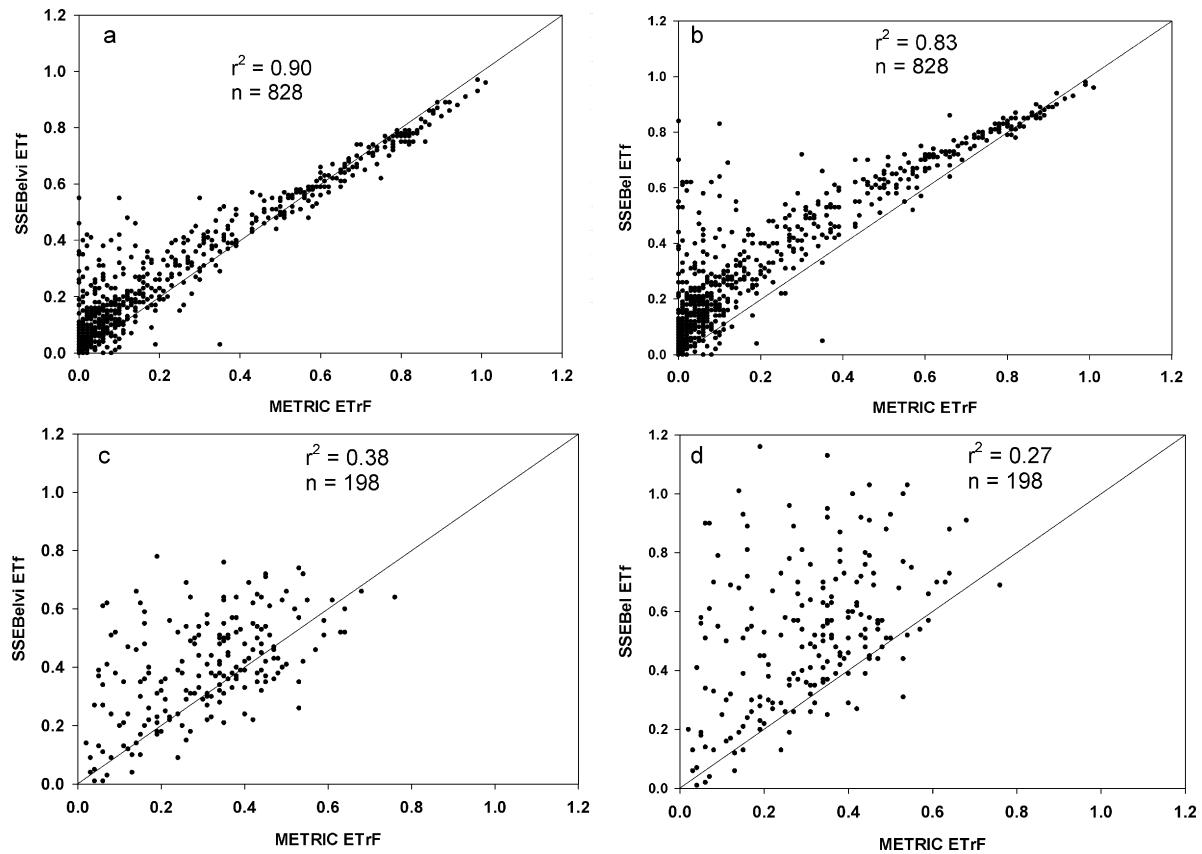 a
r² = 0.90
n = 828
1.2
1.0
0.8
0.6
0.4
0.2
0.0
SSEBelvi ETf
0.0 0.2 0.4 0.6 0.8 1.0 1.2
METRIC ETrF
b
r² = 0.83
n = 828
1.2
1.0
0.8
0.6
0.4
0.2
0.0
SSEBel ETf
0.0 0.2 0.4 0.6 0.8 1.0 1.2
METRIC ETrF
c
r² = 0.38
n = 198
1.2
1.0
0.8
0.6
0.4
0.2
0.0
SSEBelvi ETf
0.0 0.2 0.4 0.6 0.8 1.0 1.2
METRIC ETrF
d
r² = 0.27
n = 198
1.2
1.0
0.8
0.6
0.4
0.2
0.0
SSEBel ETf
0.0 0.2 0.4 0.6 0.8 1.0 1.2
METRIC ETrF